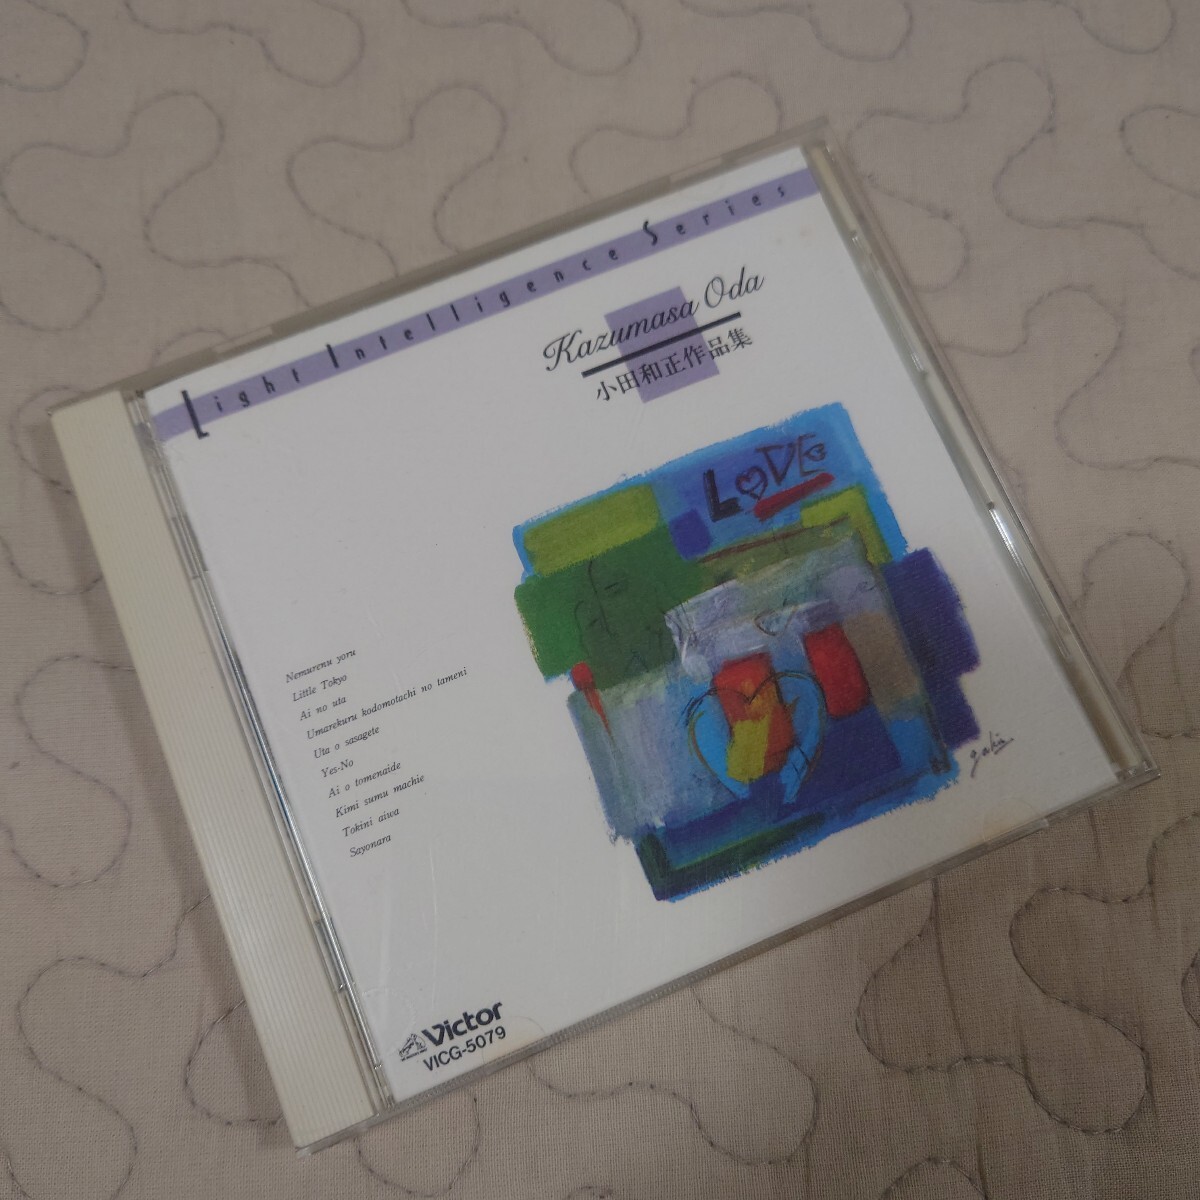 Light Intelligence Series
Kazumasa Oda
小田和正作品集
LOVE
Nemurenu yoru
Little Tokyo
Ai no uta
Umarekuru kodomotachi no tameni
Uta o sasagete
Yes-No
Ai o tomenaide
Kimi sumu machie
Tokini aiwa
Sayonara
Victor
VICG-5079